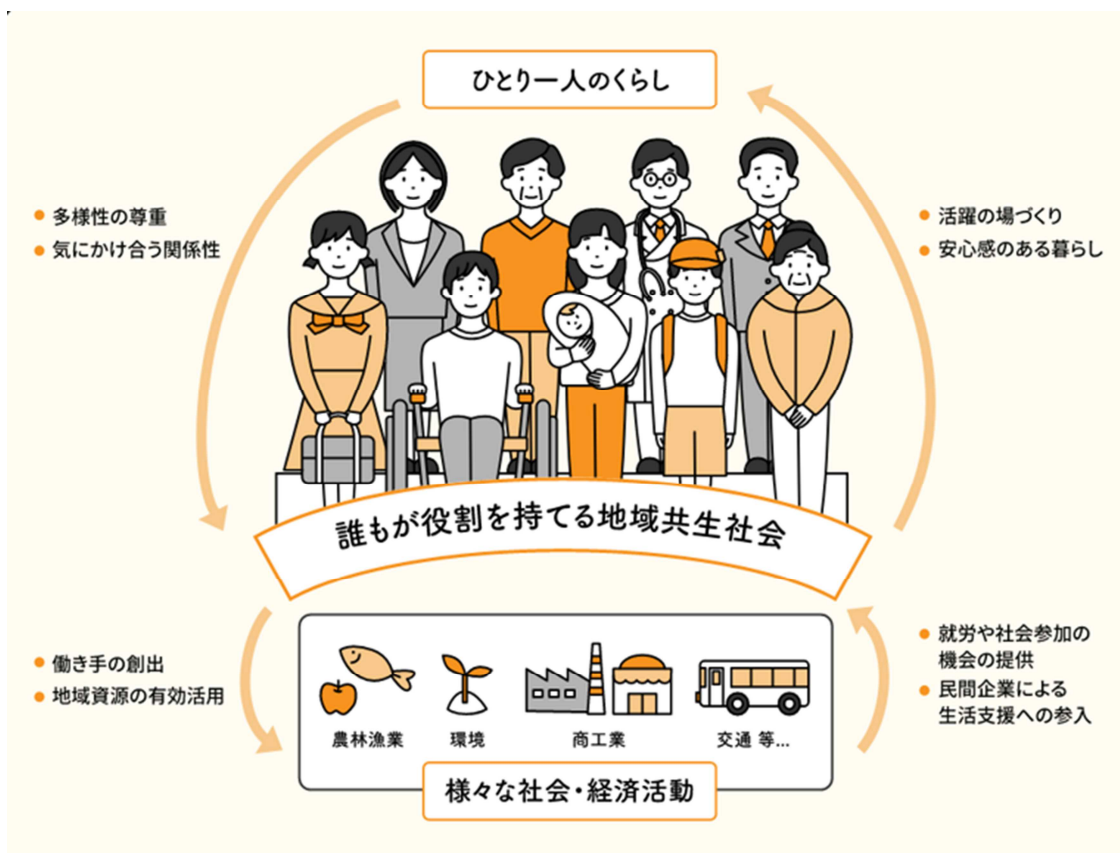 ひとり一人のくらし
多様性の尊重
気にかけ合う関係性
活躍の場づくり
安心感のある暮らし
誰もが役割を持てる地域共生社会
働き手の創出
地域資源の有効活用
就労や社会参加の
機会の提供
民間企業による
生活支援への参入
農林漁業
環境
商工業
交通 等...
様々な社会・経済活動